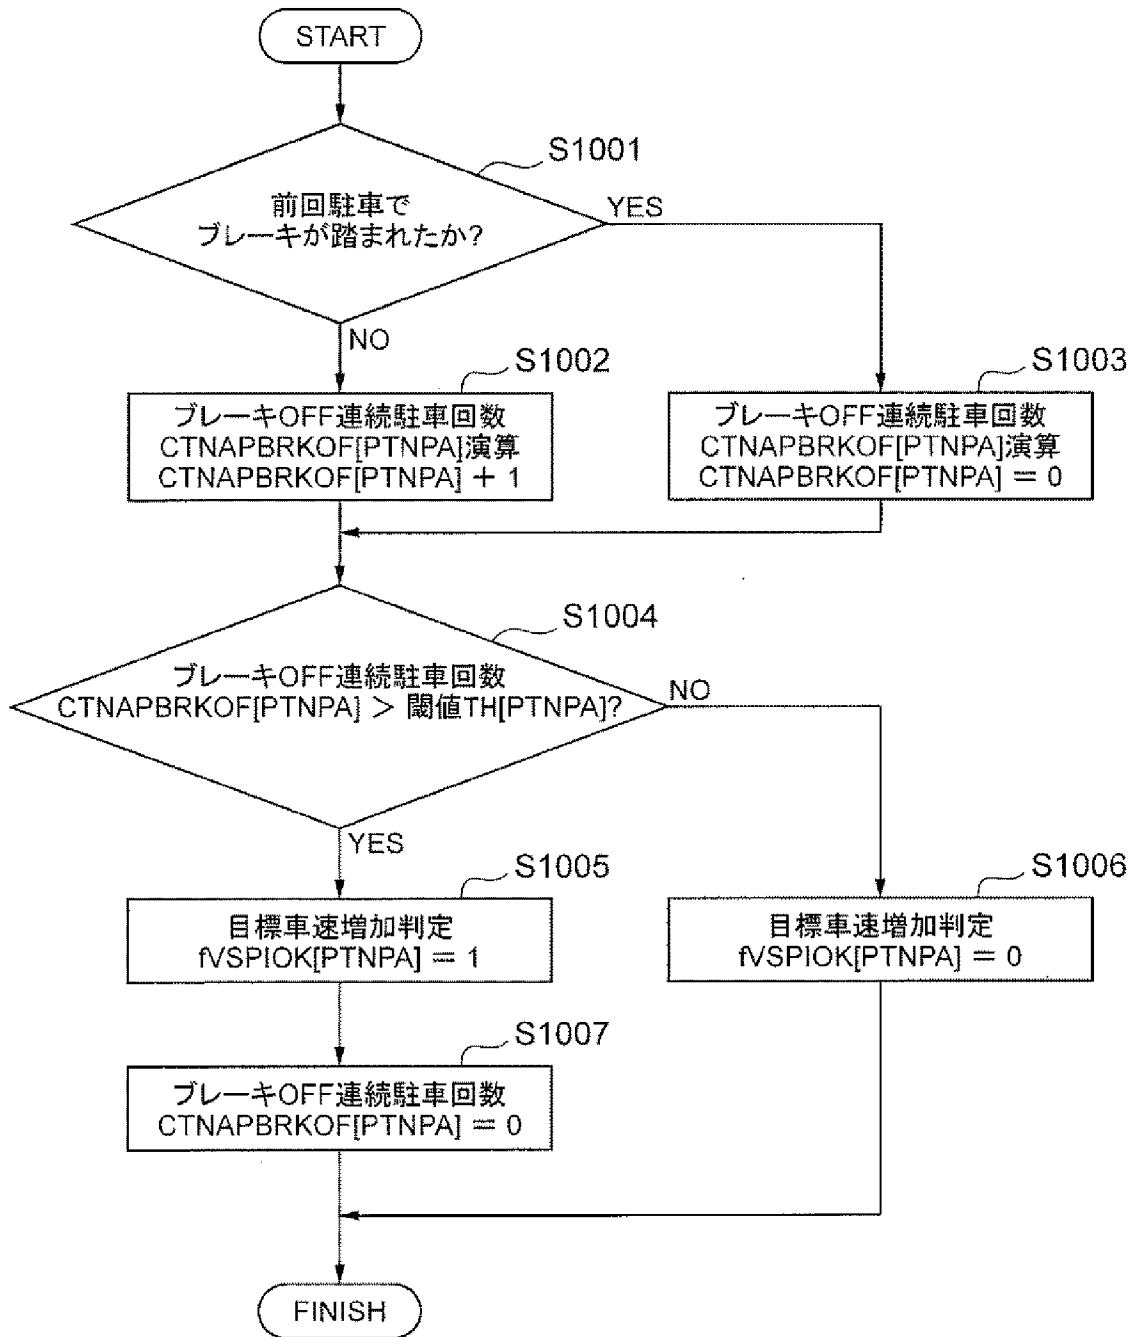 START
S1001
前回駐車で
ブレーキが踏まれたか?
YES
NO
S1002
ブレーキOFF連続駐車回数
CTNAPBRKOF[PTNPA]演算
CTNAPBRKOF[PTNPA] + 1
S1003
ブレーキOFF連続駐車回数
CTNAPBRKOF[PTNPA]演算
CTNAPBRKOF[PTNPA] = 0
S1004
ブレーキOFF連続駐車回数
CTNAPBRKOF[PTNPA] > 閾値TH[PTNPA]?
NO
YES
S1005
目標車速増加判定
fVSPIOK[PTNPA] = 1
S1006
目標車速増加判定
fVSPIOK[PTNPA] = 0
S1007
ブレーキOFF連続駐車回数
CTNAPBRKOF[PTNPA] = 0
FINISH